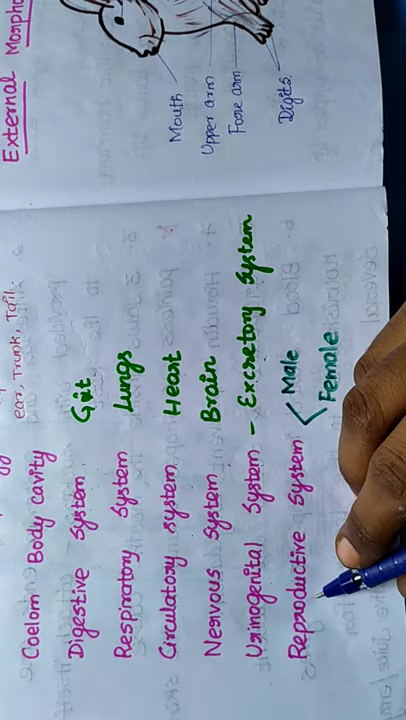 External Morpho
Mouth
Upper arm
Fore arm
Digits.
ear, Trunk, Tail.
Coelom Body cavity
Digestive System Gut
Respiratory System Lungs
Circulatory system Heart
Nervous System Brain
Urinogenital System - Excretory System
Reproductive System < Male
Female